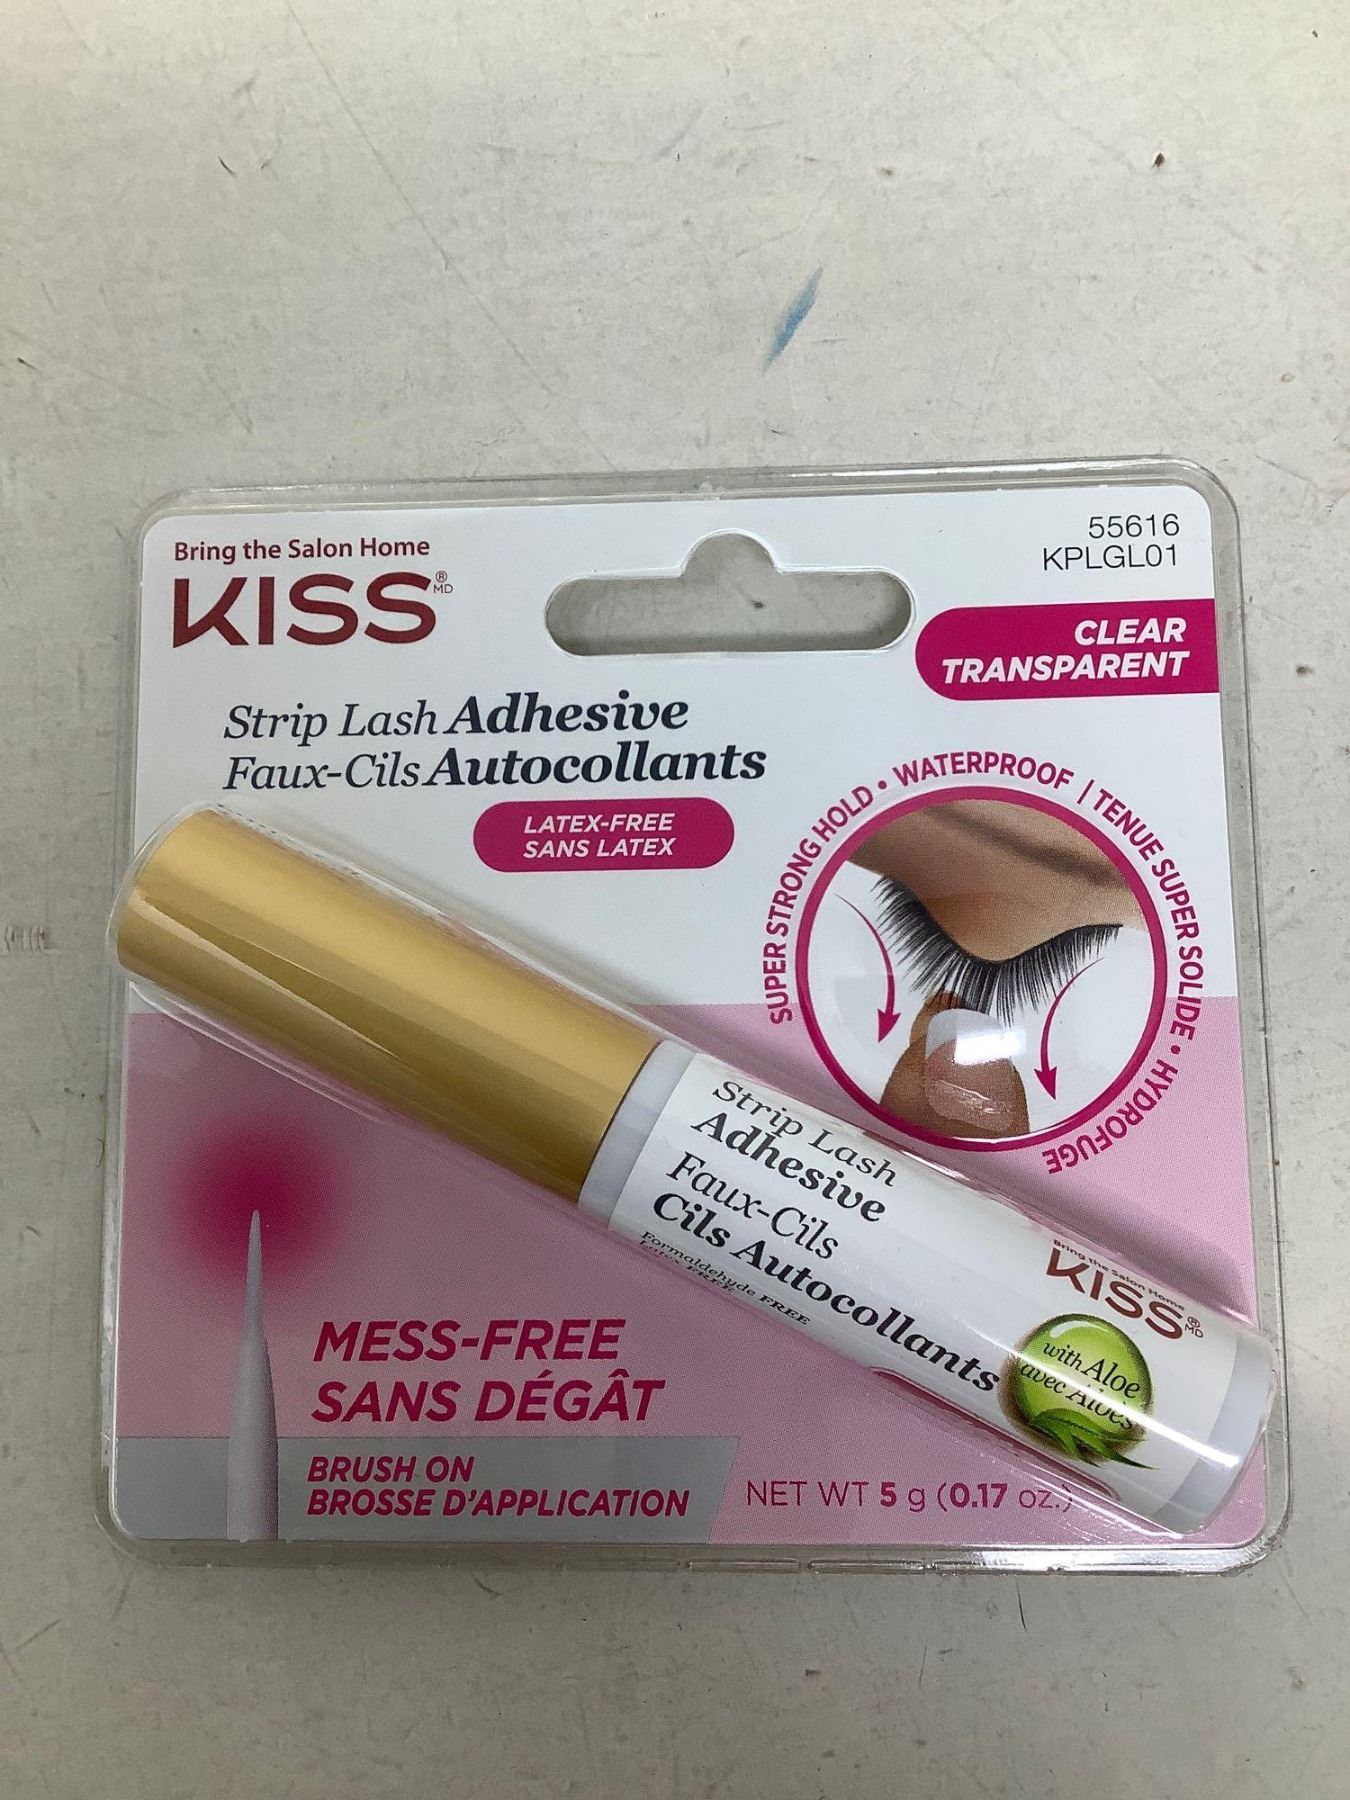 Bring the Salon Home
KISS® MD
55616
KPLGL01
CLEAR
TRANSPARENT
Strip Lash Adhesive
Faux-Cils Autocollants
LATEX-FREE
SANS LATEX
SUPER STRONG HOLD • WATERPROOF | TENUE SUPER SOLIDE • HYDROFUGE
Strip Lash
Adhesive
Faux-Cils
Cils Autocollants
Formaldehyde FREE
Latex FREE
Bring the Salon Home
KISS® MD
with Aloe
avec Aloès
MESS-FREE
SANS DÉGÂT
BRUSH ON
BROSSE D'APPLICATION
NET WT 5 g (0.17 oz.)